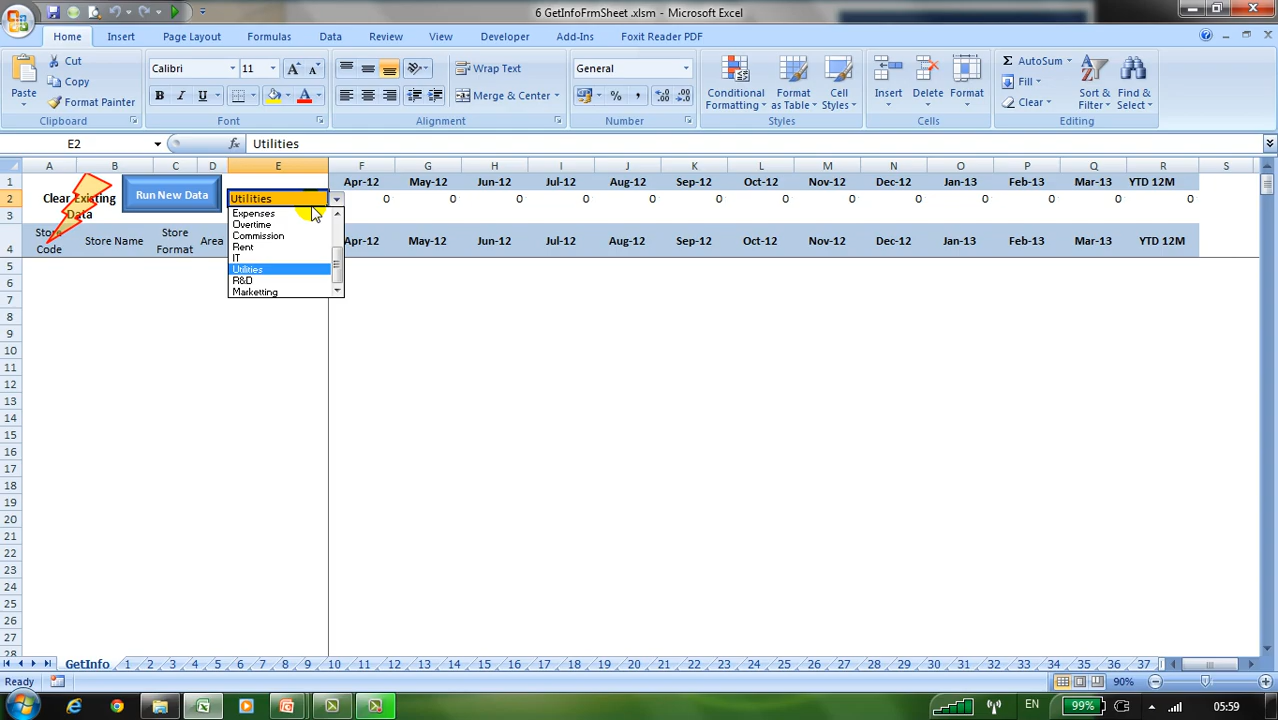 6 GetInfoFrmSheet .xlsm - Microsoft Excel
Home Insert Page Layout Formulas Data Review View Developer Add-Ins Foxit Reader PDF
Paste
Cut
Copy
Format Painter
Clipboard
Calibri 11
B I U
Font
Wrap Text
Merge & Center
Alignment
General
Number
Conditional Formatting
Format as Table
Cell Styles
Styles
Insert Delete Format
Cells
AutoSum
Fill
Clear
Sort & Filter
Find & Select
Editing
E2 fx Utilities
A B C D E F G H I J K L M N O P Q R S
1 Apr-12 May-12 Jun-12 Jul-12 Aug-12 Sep-12 Oct-12 Nov-12 Dec-12 Jan-13 Feb-13 Mar-13 YTD 12M
2 Clear Existing Data Run New Data Utilities 0 0 0 0 0 0 0 0 0 0 0 0 0
3
4 Store Code Store Name Store Format Area Apr-12 May-12 Jun-12 Jul-12 Aug-12 Sep-12 Oct-12 Nov-12 Dec-12 Jan-13 Feb-13 Mar-13 YTD 12M
Expenses
Overtime
Commission
Rent
IT
Utilities
R&D
Marketting
5
6
7
8
9
10
11
12
13
14
15
16
17
18
19
20
21
22
23
24
25
26
27
28
GetInfo 1 2 3 4 5 6 7 8 9 10 11 12 13 14 15 16 17 18 19 20 21 22 23 24 25 26 27 28 29 30 31 32 33 34 35 36 37
Ready 90%
EN 99% 05:59